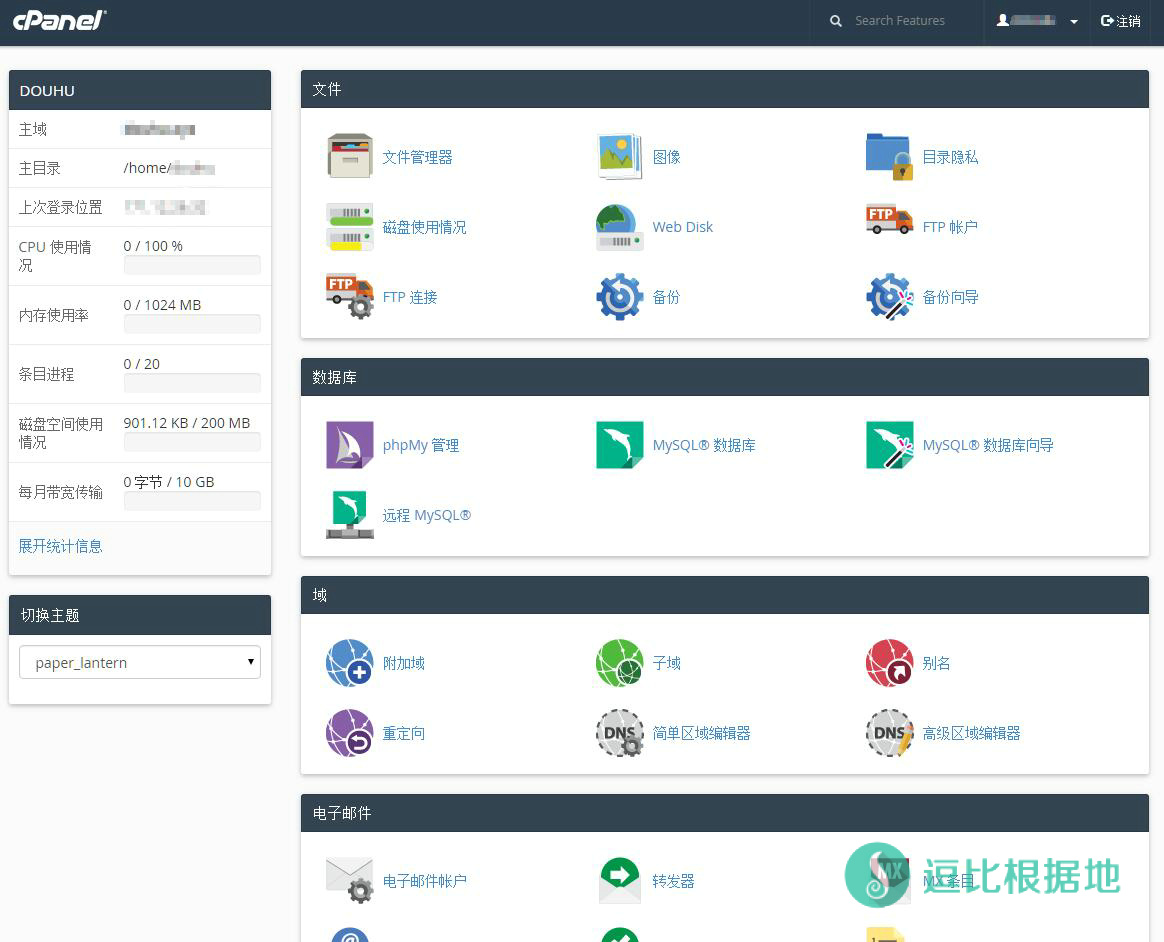 cPanel®
Search Features
注销
DOUHU
主域
主目录 /home/
上次登录位置
CPU 使用情况
0 / 100 %
内存使用率
0 / 1024 MB
条目进程
0 / 20
磁盘空间使用情况
901.12 KB / 200 MB
每月带宽传输
0 字节 / 10 GB
展开统计信息
切换主题
paper_lantern
文件
文件管理器
图像
目录隐私
磁盘使用情况
Web Disk
FTP
FTP 帐户
FTP
FTP 连接
备份
备份向导
数据库
phpMy 管理
MySQL® 数据库
MySQL® 数据库向导
远程 MySQL®
域
附加域
子域
别名
重定向
DNS
简单区域编辑器
DNS
高级区域编辑器
电子邮件
电子邮件帐户
转发器
MX
MX 条目
逗比根据地